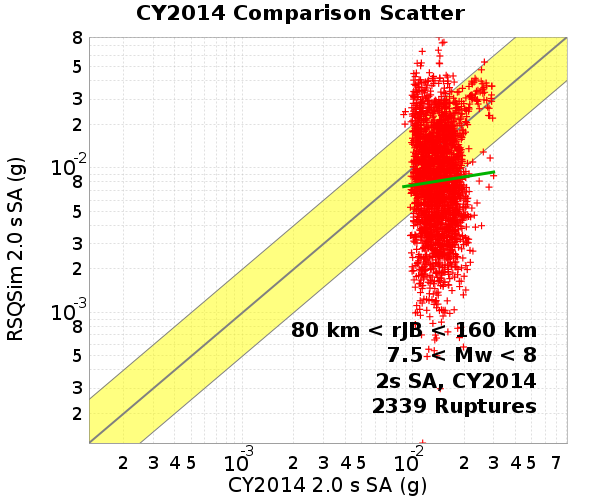 CY2014 Comparison Scatter
8
5
3
2
10-2
8
5
3
2
10-3
8
5
3
2
RSQSim 2.0 s SA (g)
80 km < rJB < 160 km
7.5 < Mw < 8
2s SA, CY2014
2339 Ruptures
2 3 4 5 10-3 2 3 4 5 10-2 2 3 4 5 7
CY2014 2.0 s SA (g)